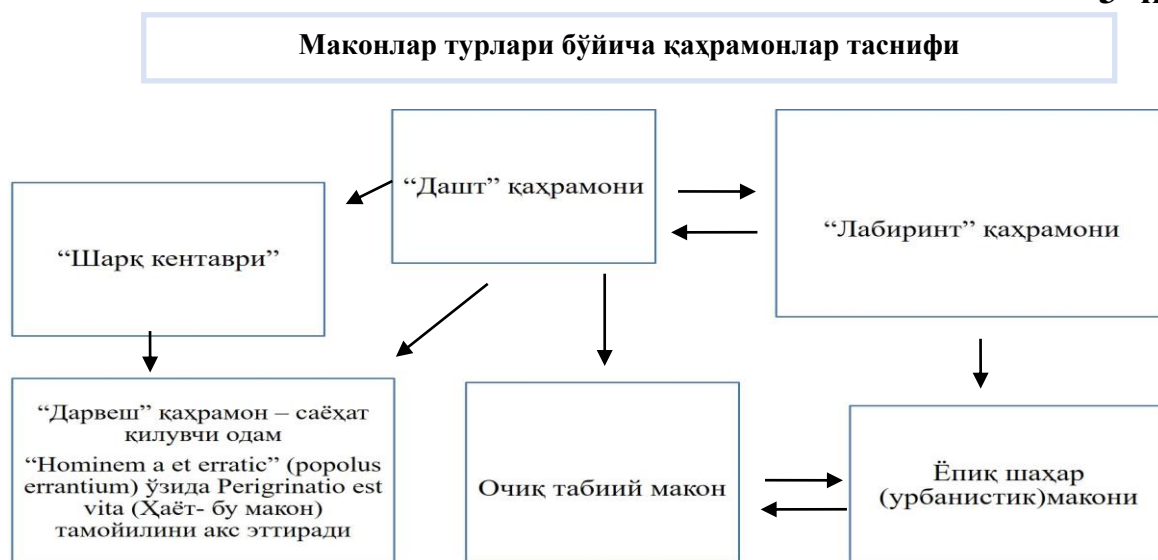 Маконлар турлари бўйича қаҳрамонлар таснифи
“Дашт” қаҳрамони
“Лабиринт” қаҳрамони
“Шарқ кентаври”
“Дарвеш” қаҳрамон – саёҳат
қилувчи одам
“Hominem a et erratic” (popolus
errantium) ўзида Perigrinatio est
vita (Ҳаёт- бу макон)
тамойилини акс эттиради
Очиқ табиий макон
Ёпиқ шаҳар
(урбанистик)макони